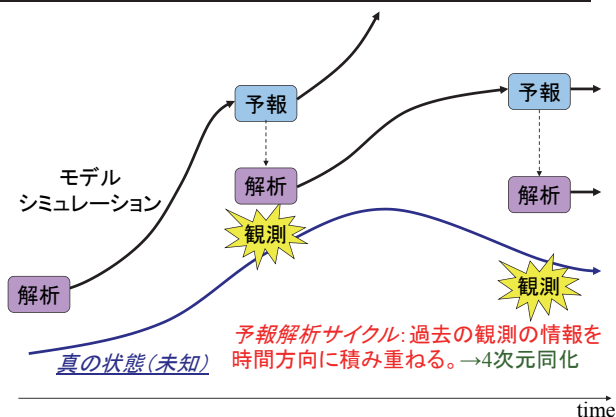 予報
予報
モデル
シミュレーション
解析
解析
観測
解析
観測
予報解析サイクル:過去の観測の情報を
時間方向に積み重ねる。→4次元同化
真の状態(未知)
time